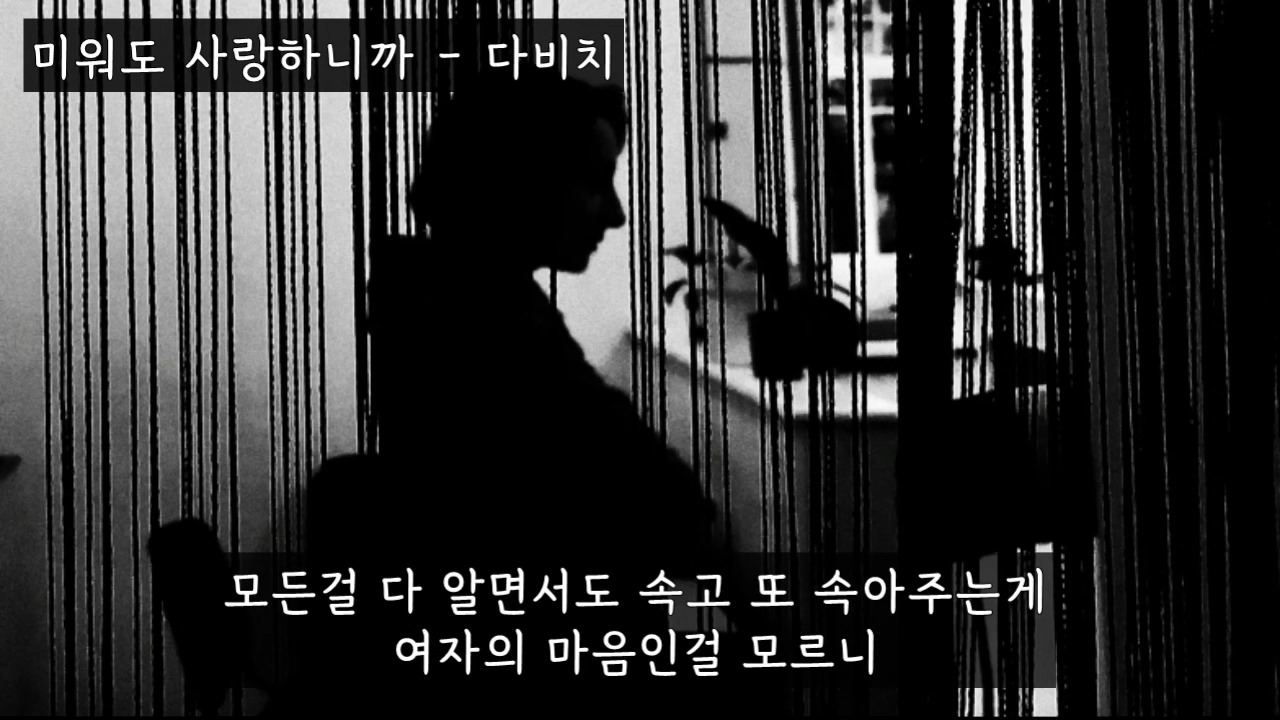 미워도 사랑하니까 - 다비치
모든걸 다 알면서도 속고 또 속아주는게
여자의 마음인걸 모르니